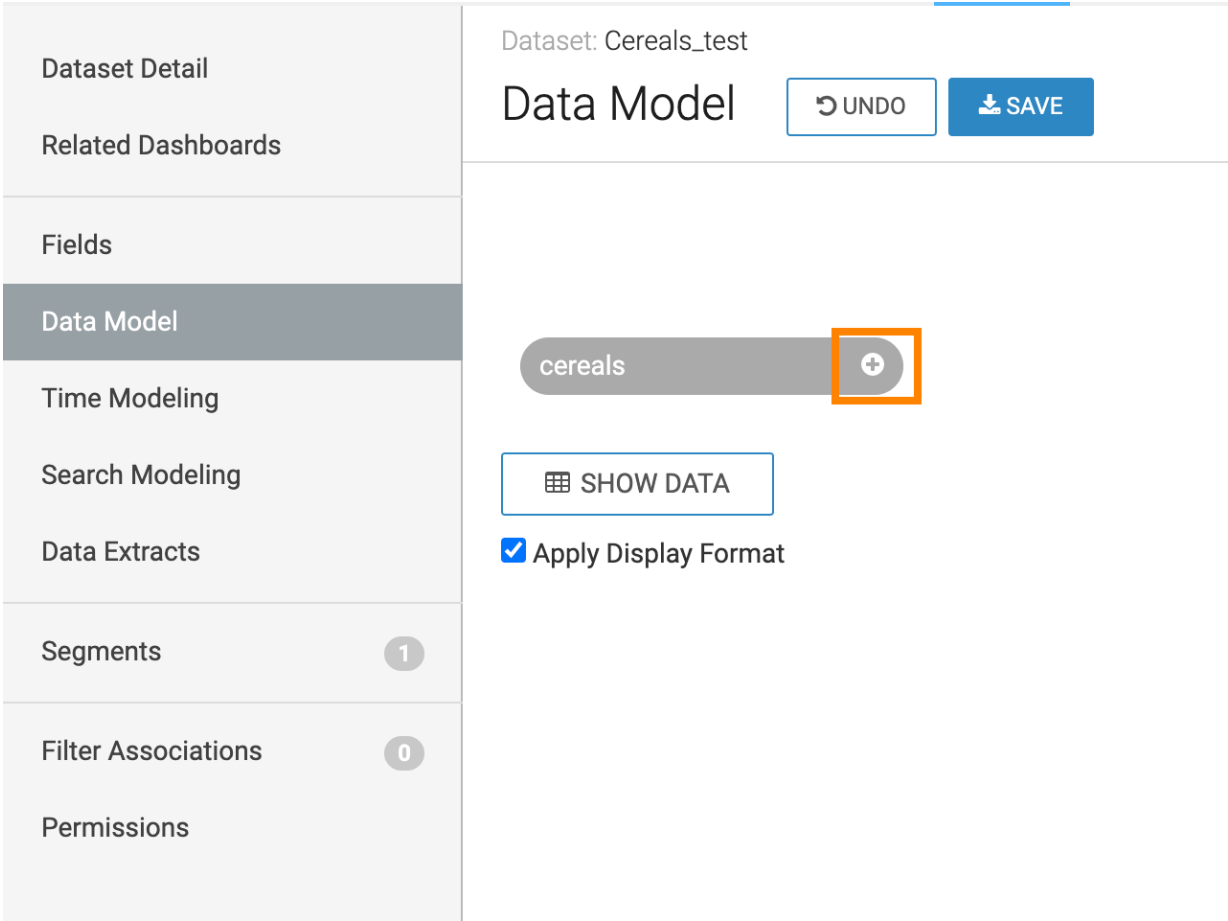 Dataset Detail
Related Dashboards
Fields
Data Model
Time Modeling
Search Modeling
Data Extracts
Segments 1
Filter Associations 0
Permissions
Dataset: Cereals_test
Data Model
UNDO
SAVE
cereals
SHOW DATA
Apply Display Format